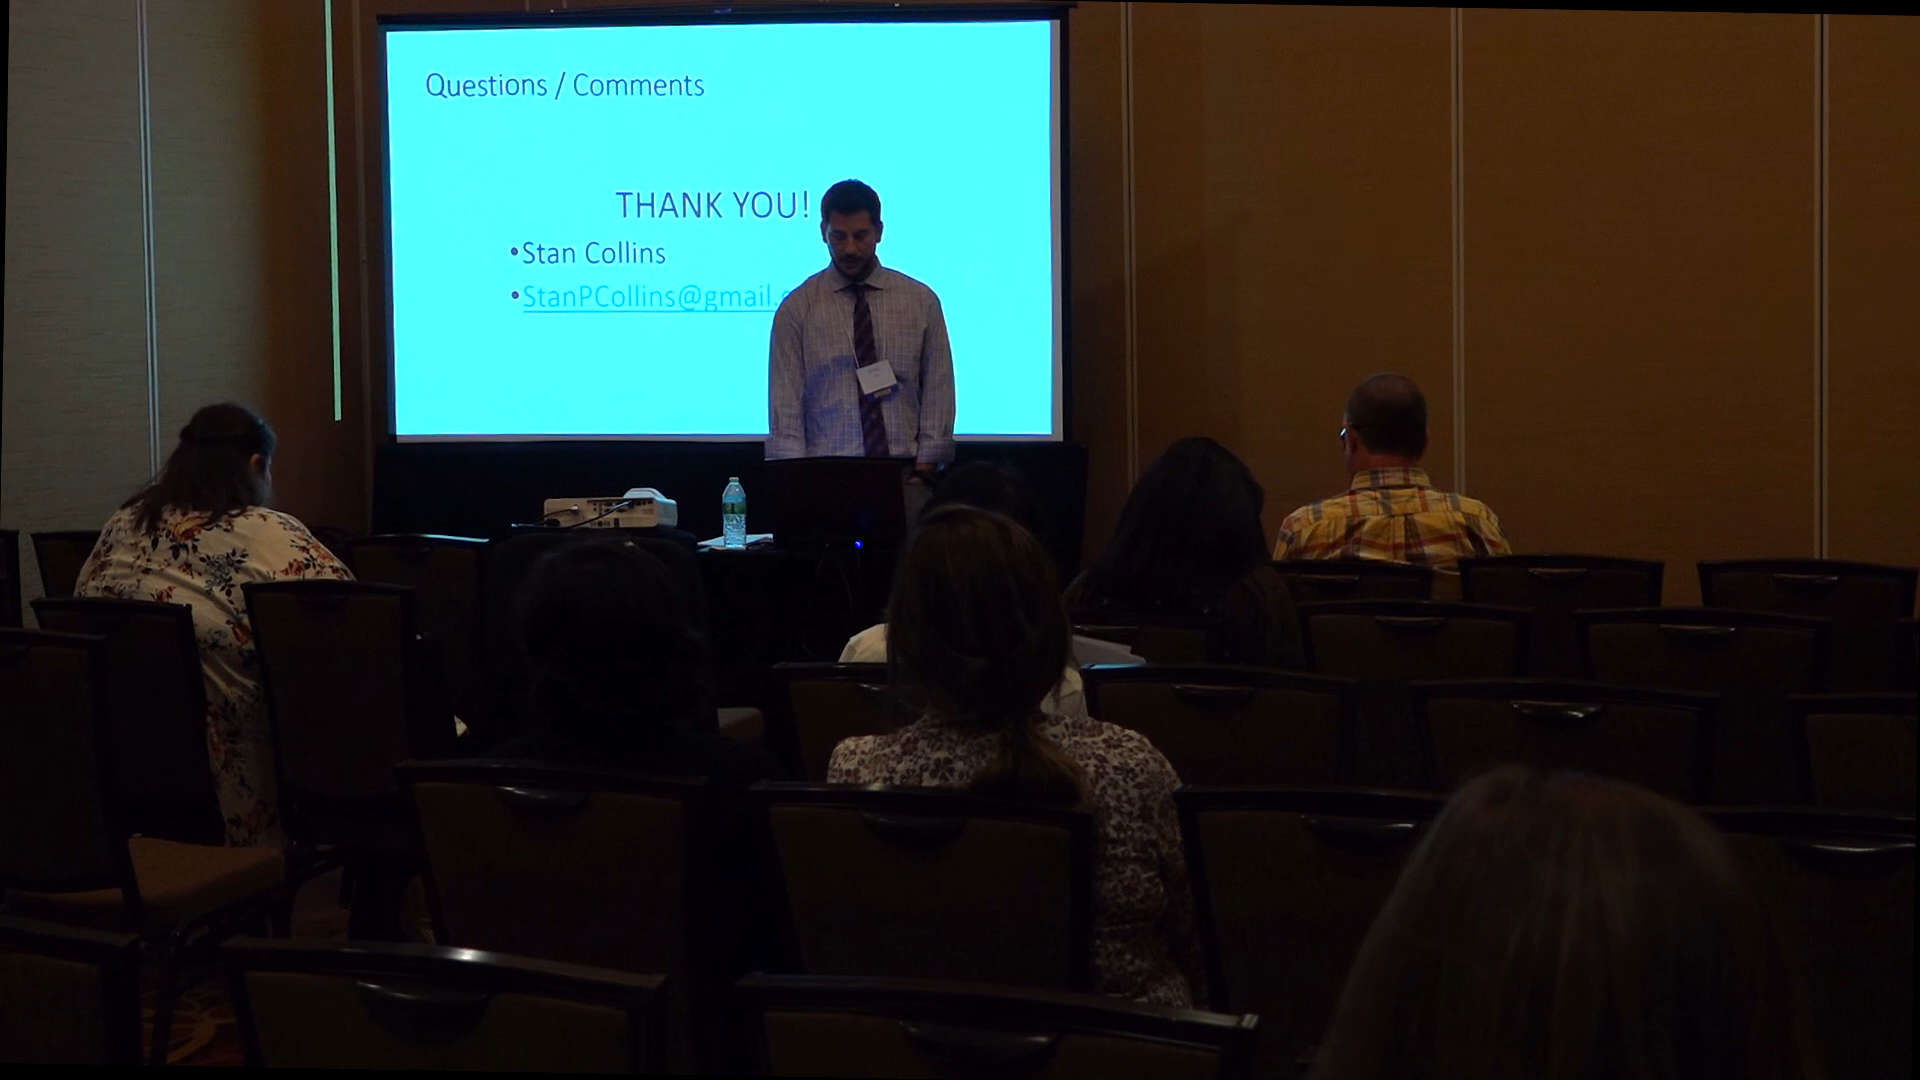 Questions / Comments
THANK YOU!
•Stan Collins
•StanPCollins@gmail.